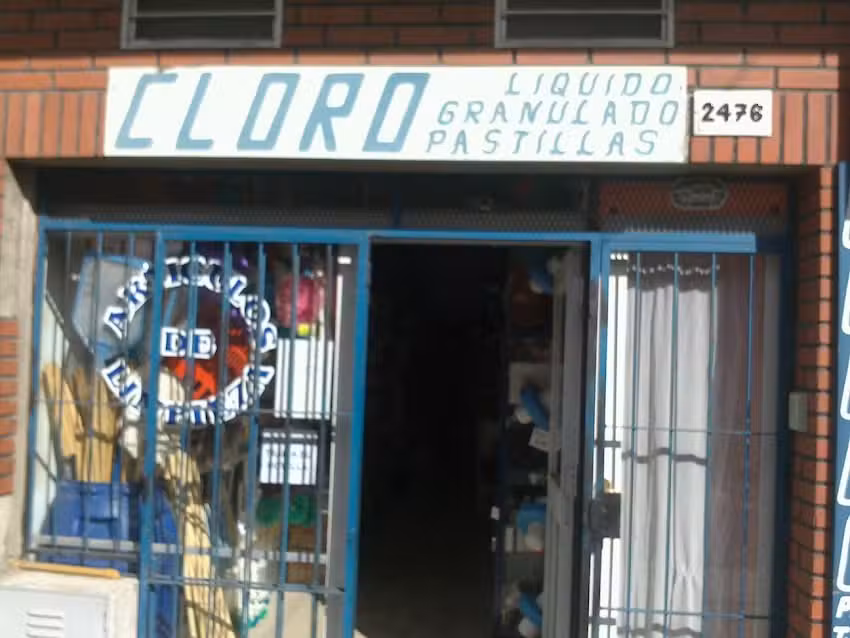 CLORO
LIQUIDO
GRANULADO
PASTILLAS
2476
ARTICULOS
DE
LIMPIEZA